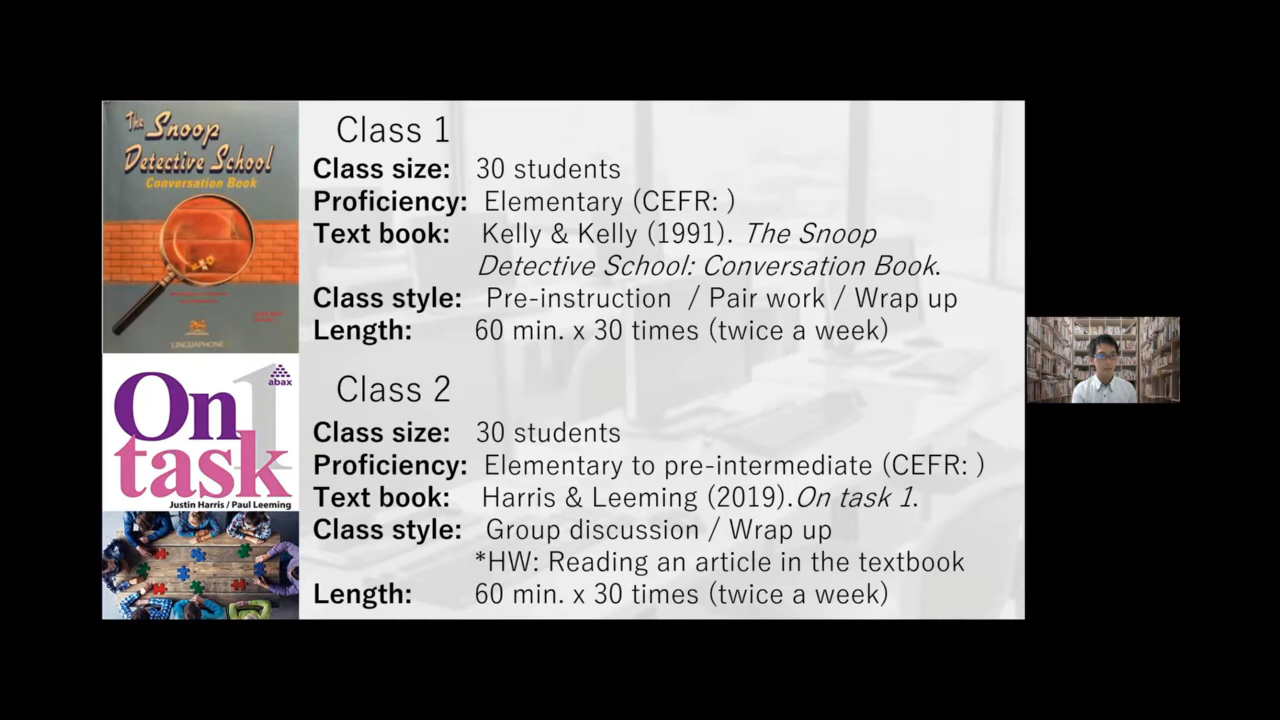 The Snoop
Detective School
Conversation Book
LINGUAPHONE
1
abax
On
task
Justin Harris / Paul Leeming
Class 1
Class size: 30 students
Proficiency: Elementary (CEFR: )
Text book: Kelly & Kelly (1991). The Snoop
Detective School: Conversation Book.
Class style: Pre-instruction / Pair work / Wrap up
Length: 60 min. x 30 times (twice a week)
Class 2
Class size: 30 students
Proficiency: Elementary to pre-intermediate (CEFR: )
Text book: Harris & Leeming (2019).On task 1.
Class style: Group discussion / Wrap up
*HW: Reading an article in the textbook
Length: 60 min. x 30 times (twice a week)